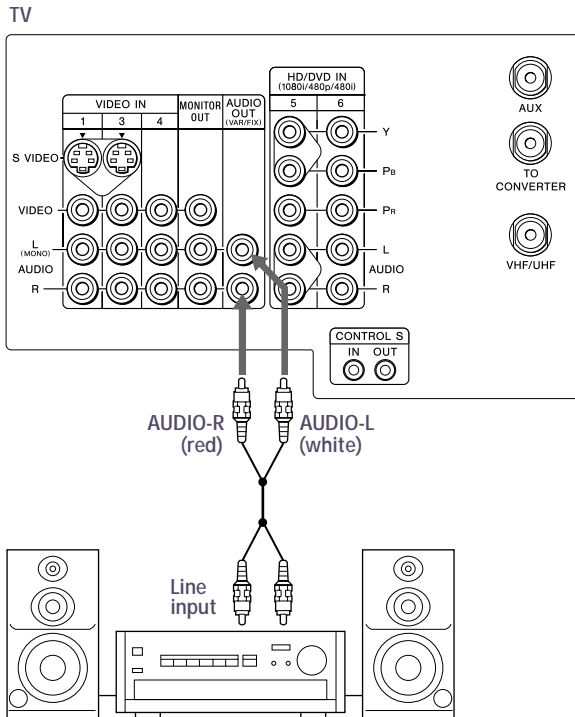 TV
HD/DVD IN
(1080i/480p/480i)
VIDEO IN
MONITOR
OUT
AUDIO
OUT
(VAR/FIX)
5 6
1 3 4
AUX
S VIDEO
Y
PB
TO
CONVERTER
VIDEO
PR
L
(MONO)
AUDIO
R
L
AUDIO
R
VHF/UHF
CONTROL S
IN OUT
AUDIO-R
(red)
AUDIO-L
(white)
Line
input